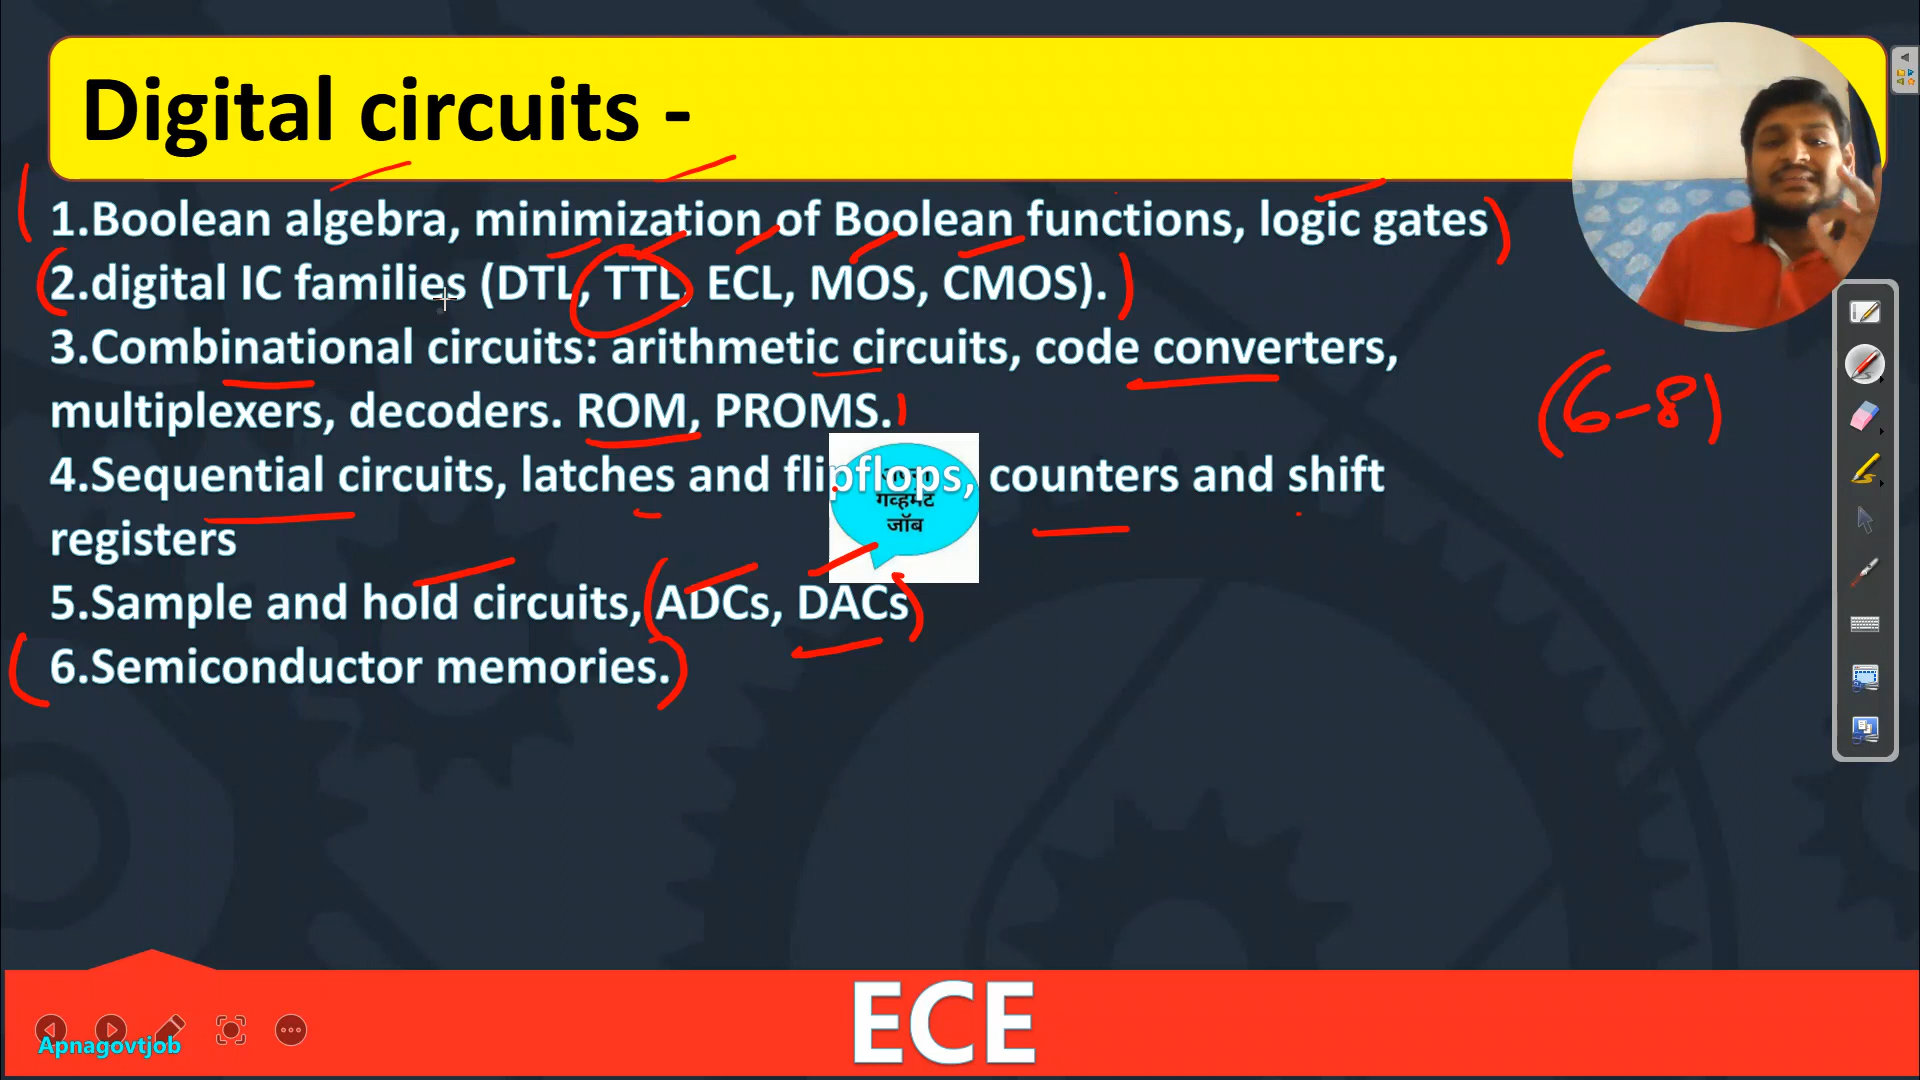 Digital circuits -
1.Boolean algebra, minimization of Boolean functions, logic gates
2.digital IC families (DTL, TTL, ECL, MOS, CMOS).
3.Combinational circuits: arithmetic circuits, code converters,
multiplexers, decoders. ROM, PROMS.
(6-8)
4.Sequential circuits, latches and flipflops, counters and shift
गव्हर्मेंट
जॉब
registers
5.Sample and hold circuits, ADCs, DACs
6.Semiconductor memories.
ECE
Apnagovtjob